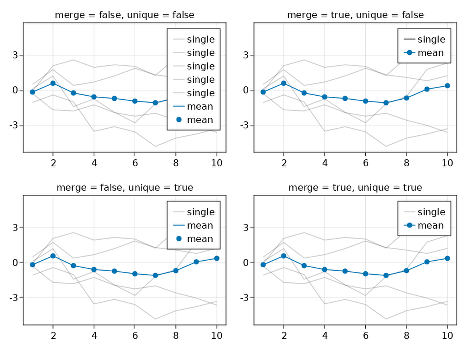 merge = false, unique = false
single
single
single
single
single
mean
mean
3
0
-3
2
4
6
8
10
merge = true, unique = false
single
mean
3
0
-3
2
4
6
8
10
merge = false, unique = true
single
mean
mean
3
0
-3
2
4
6
8
10
merge = true, unique = true
single
mean
3
0
-3
2
4
6
8
10